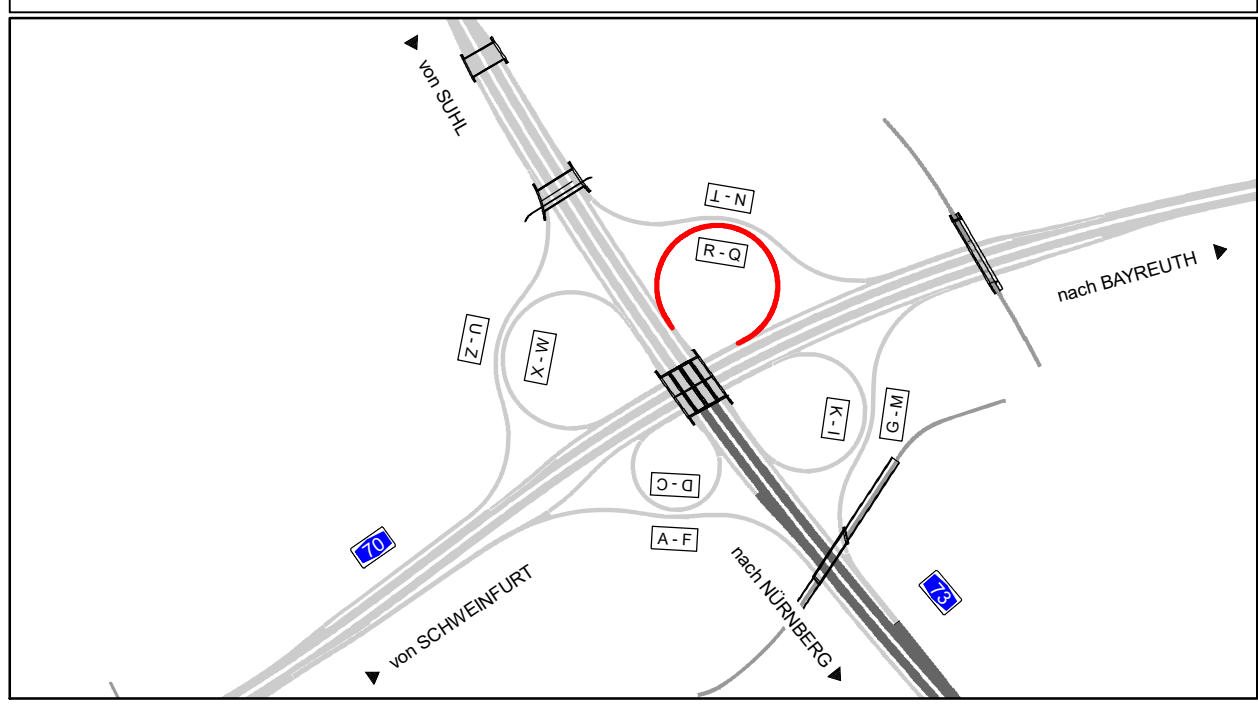 von SUHL
N - T
R - Q
nach BAYREUTH
U - Z
X - W
K - I
G - M
D - C
A - F
70
von SCHWEINFURT
nach NÜRNBERG
73